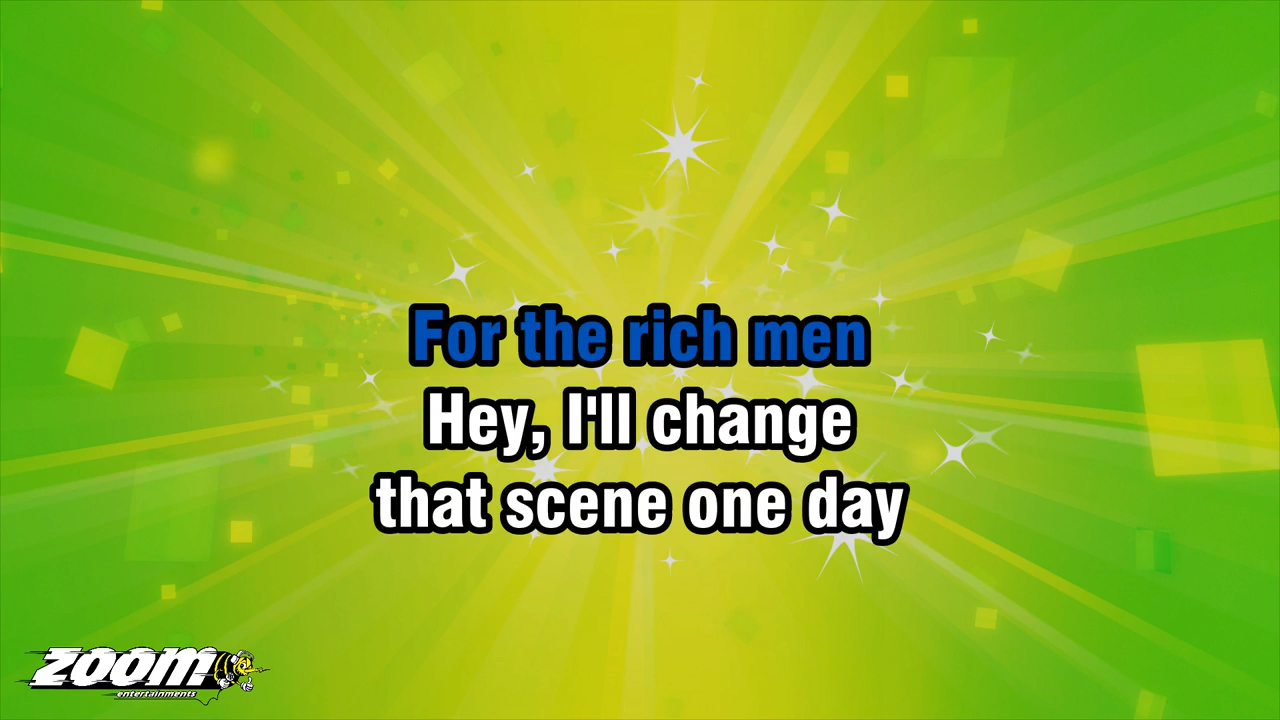 For the rich men
Hey, I'll change
that scene one day
ZOOM
entertainments